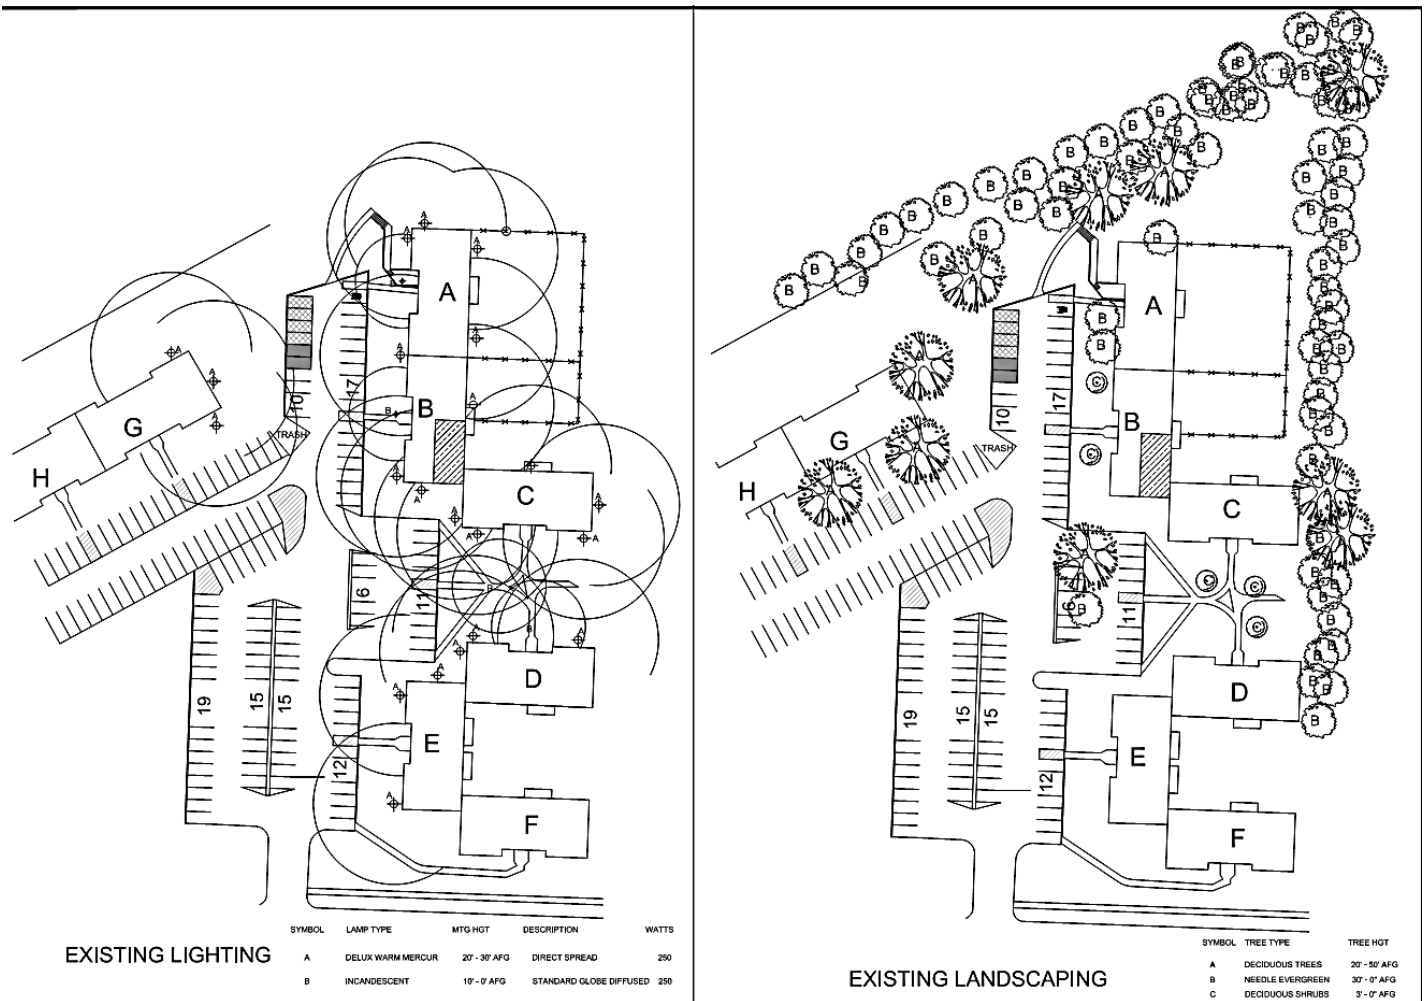 A
B
C
D
E
F
G
H
10
17
TRASH
6
11
19
15
15
12
EXISTING LIGHTING
SYMBOL LAMP TYPE MTG HGT DESCRIPTION WATTS
A DELUX WARM MERCUR 20' - 30' AFG DIRECT SPREAD 250
B INCANDESCENT 10' - 0' AFG STANDARD GLOBE DIFFUSED 250
A
B
C
D
E
F
G
H
10
17
TRASH
6
11
19
15
15
12
EXISTING LANDSCAPING
SYMBOL TREE TYPE TREE HGT
A DECIDUOUS TREES 20' - 50' AFG
B NEEDLE EVERGREEN 30' - 0" AFG
C DECIDUOUS SHRUBS 3' - 0" AFG